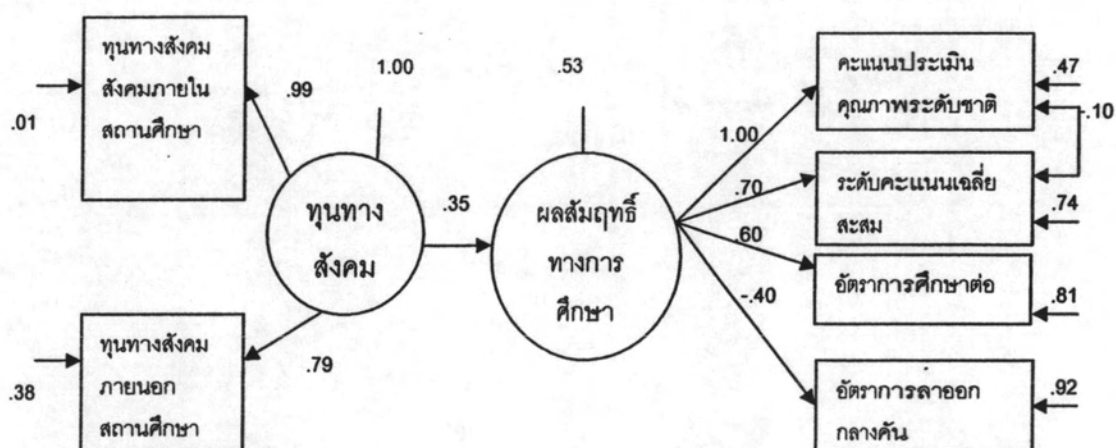 ทุนทางสังคม
สังคมภายใน
สถานศึกษา
.01
.99
1.00
ทุนทาง
สังคม
.79
ทุนทางสังคม
ภายนอก
สถานศึกษา
.38
.35
.53
ผลสัมฤทธิ์
ทางการ
ศึกษา
1.00
.70
.60
-.40
คะแนนประเมิน
คุณภาพระดับชาติ
.47
-.10
ระดับคะแนนเฉลี่ย
สะสม
.74
อัตราการศึกษาต่อ
.81
อัตราการลาออก
กลางคัน
.92